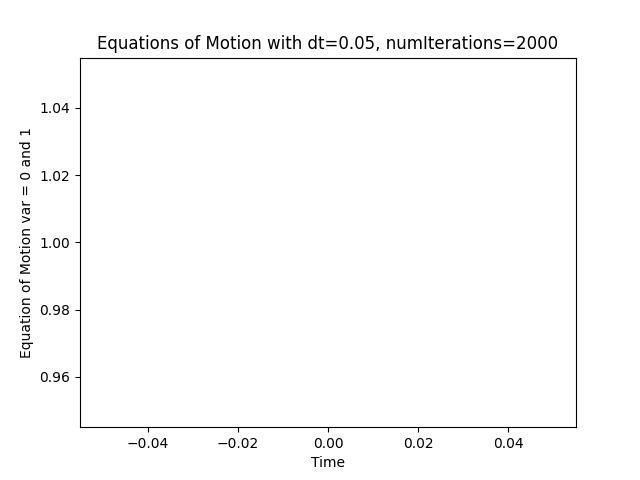 Equations of Motion with dt=0.05, numIterations=2000
Equation of Motion var = 0 and 1
1.04
1.02
1.00
0.98
0.96
−0.04 −0.02 0.00 0.02 0.04
Time